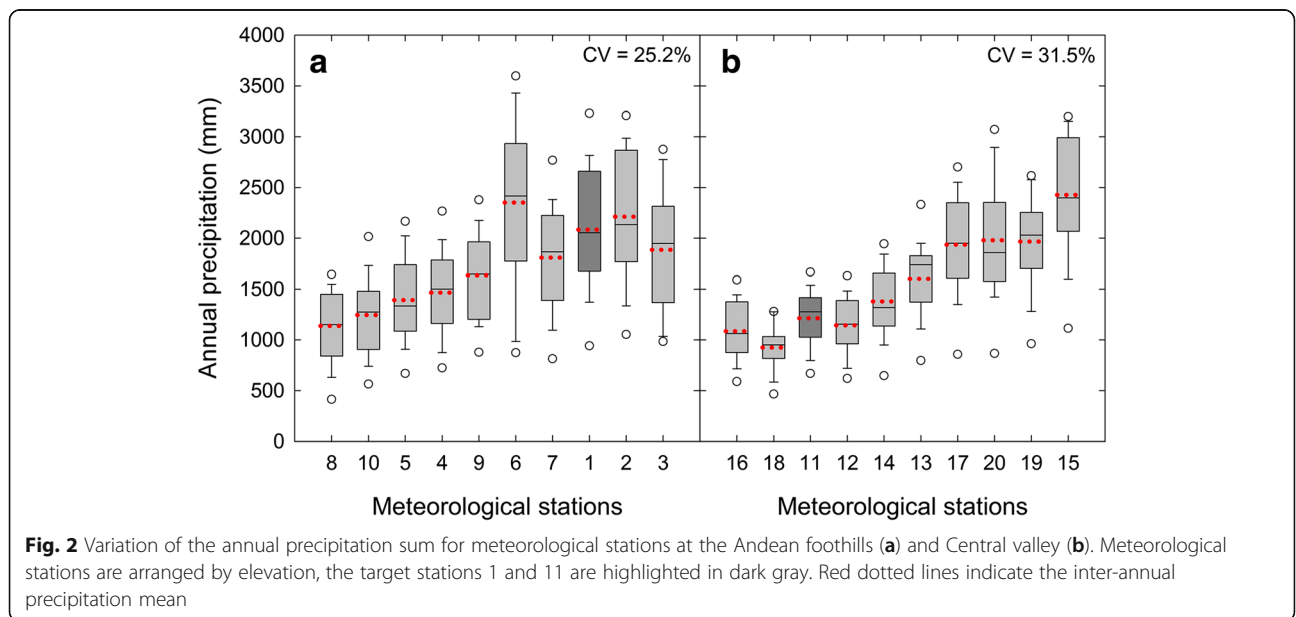 4000
3500
3000
2500
2000
1500
1000
500
0
Annual precipitation (mm)
a
CV = 25.2%
b
CV = 31.5%
8 10 5 4 9 6 7 1 2 3
16 18 11 12 14 13 17 20 19 15
Meteorological stations
Meteorological stations
Fig. 2 Variation of the annual precipitation sum for meteorological stations at the Andean foothills (a) and Central valley (b). Meteorological
stations are arranged by elevation, the target stations 1 and 11 are highlighted in dark gray. Red dotted lines indicate the inter-annual
precipitation mean